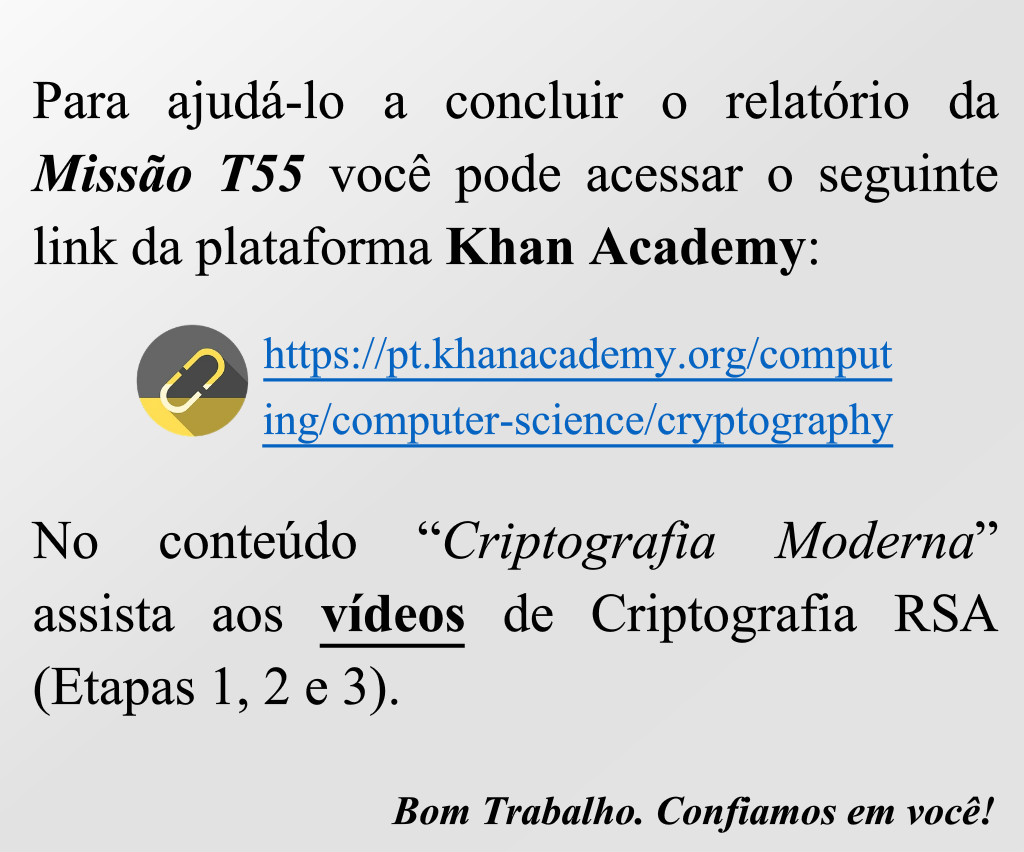 Para ajudá-lo a concluir o relatório da
Missão T55 você pode acessar o seguinte
link da plataforma Khan Academy:
https://pt.khanacademy.org/comput
ing/computer-science/cryptography
No conteúdo “Criptografia Moderna”
assista aos vídeos de Criptografia RSA
(Etapas 1, 2 e 3).
Bom Trabalho. Confiamos em você!